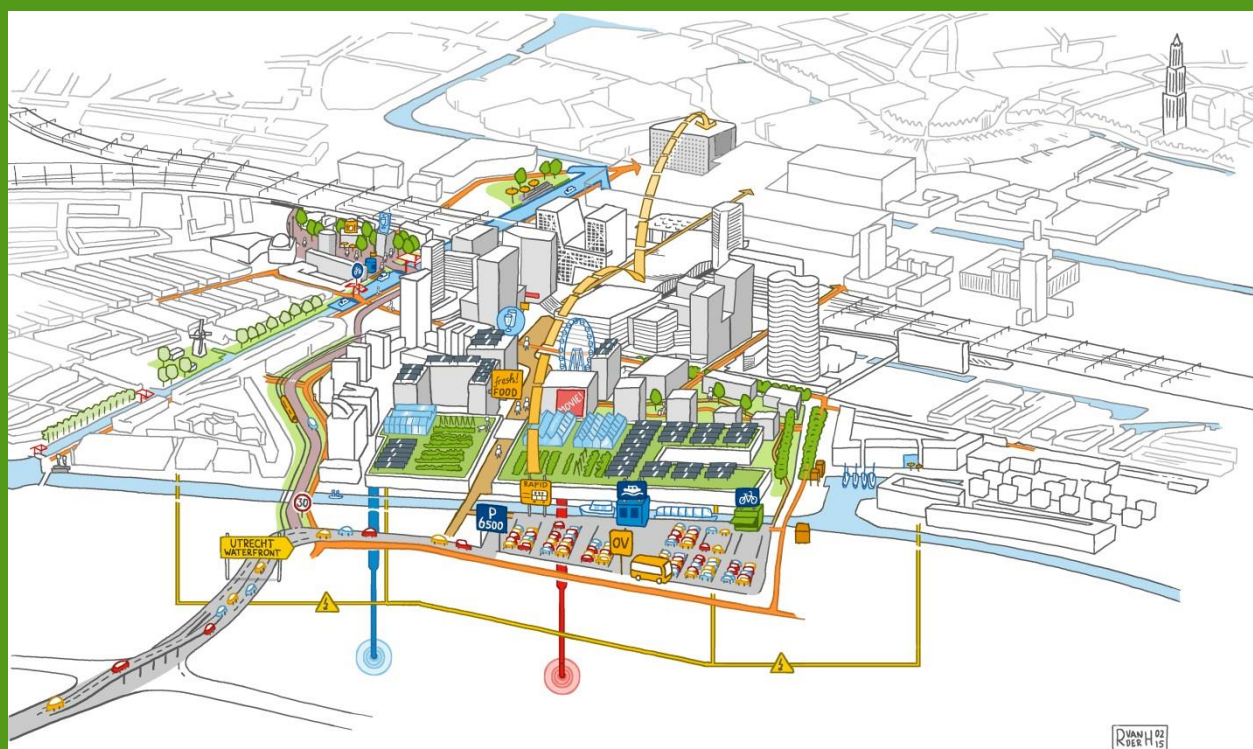 fresh!
FOOD
MOVIE!
RAPID
P
6500
OV
30
UTRECHT
WATERFRONT
R VAN DER H 02
15